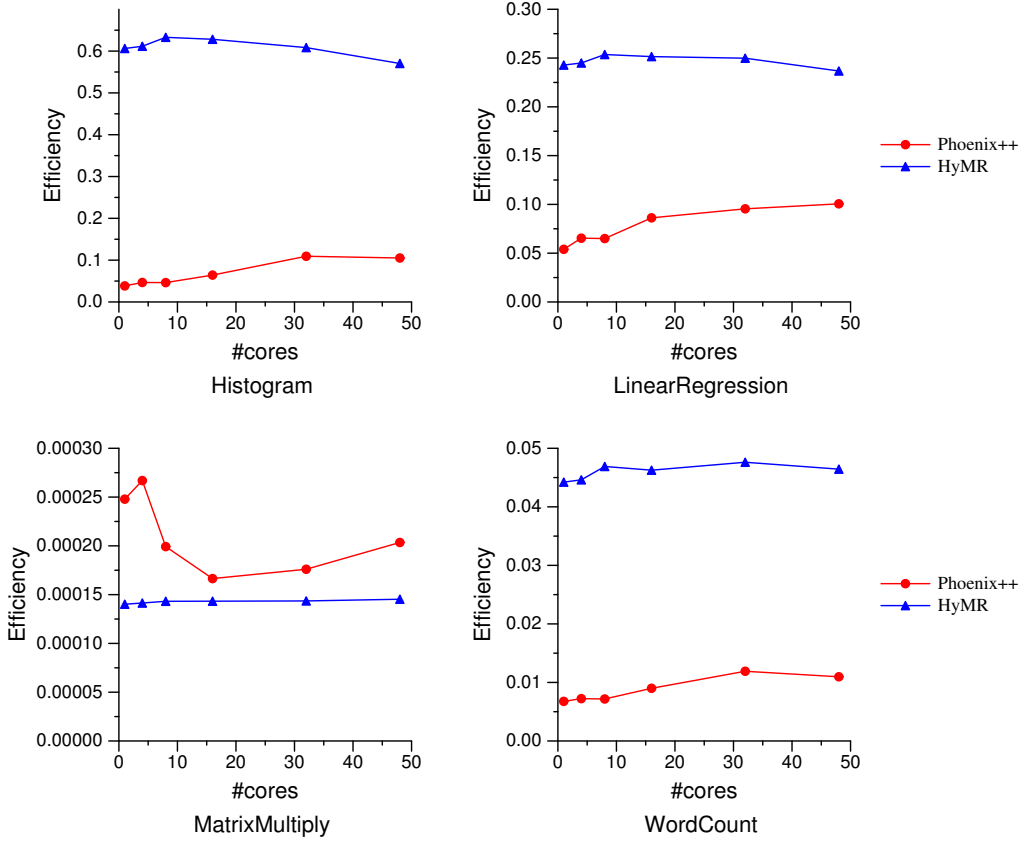 Efficiency
0.6
0.5
0.4
0.3
0.2
0.1
0.0
0 10 20 30 40 50
#cores
Histogram
Efficiency
0.30
0.25
0.20
0.15
0.10
0.05
0.00
0 10 20 30 40 50
#cores
LinearRegression
Phoenix++
HyMR
Efficiency
0.00030
0.00025
0.00020
0.00015
0.00010
0.00005
0.00000
0 10 20 30 40 50
#cores
MatrixMultiply
Efficiency
0.05
0.04
0.03
0.02
0.01
0.00
0 10 20 30 40 50
#cores
WordCount
Phoenix++
HyMR